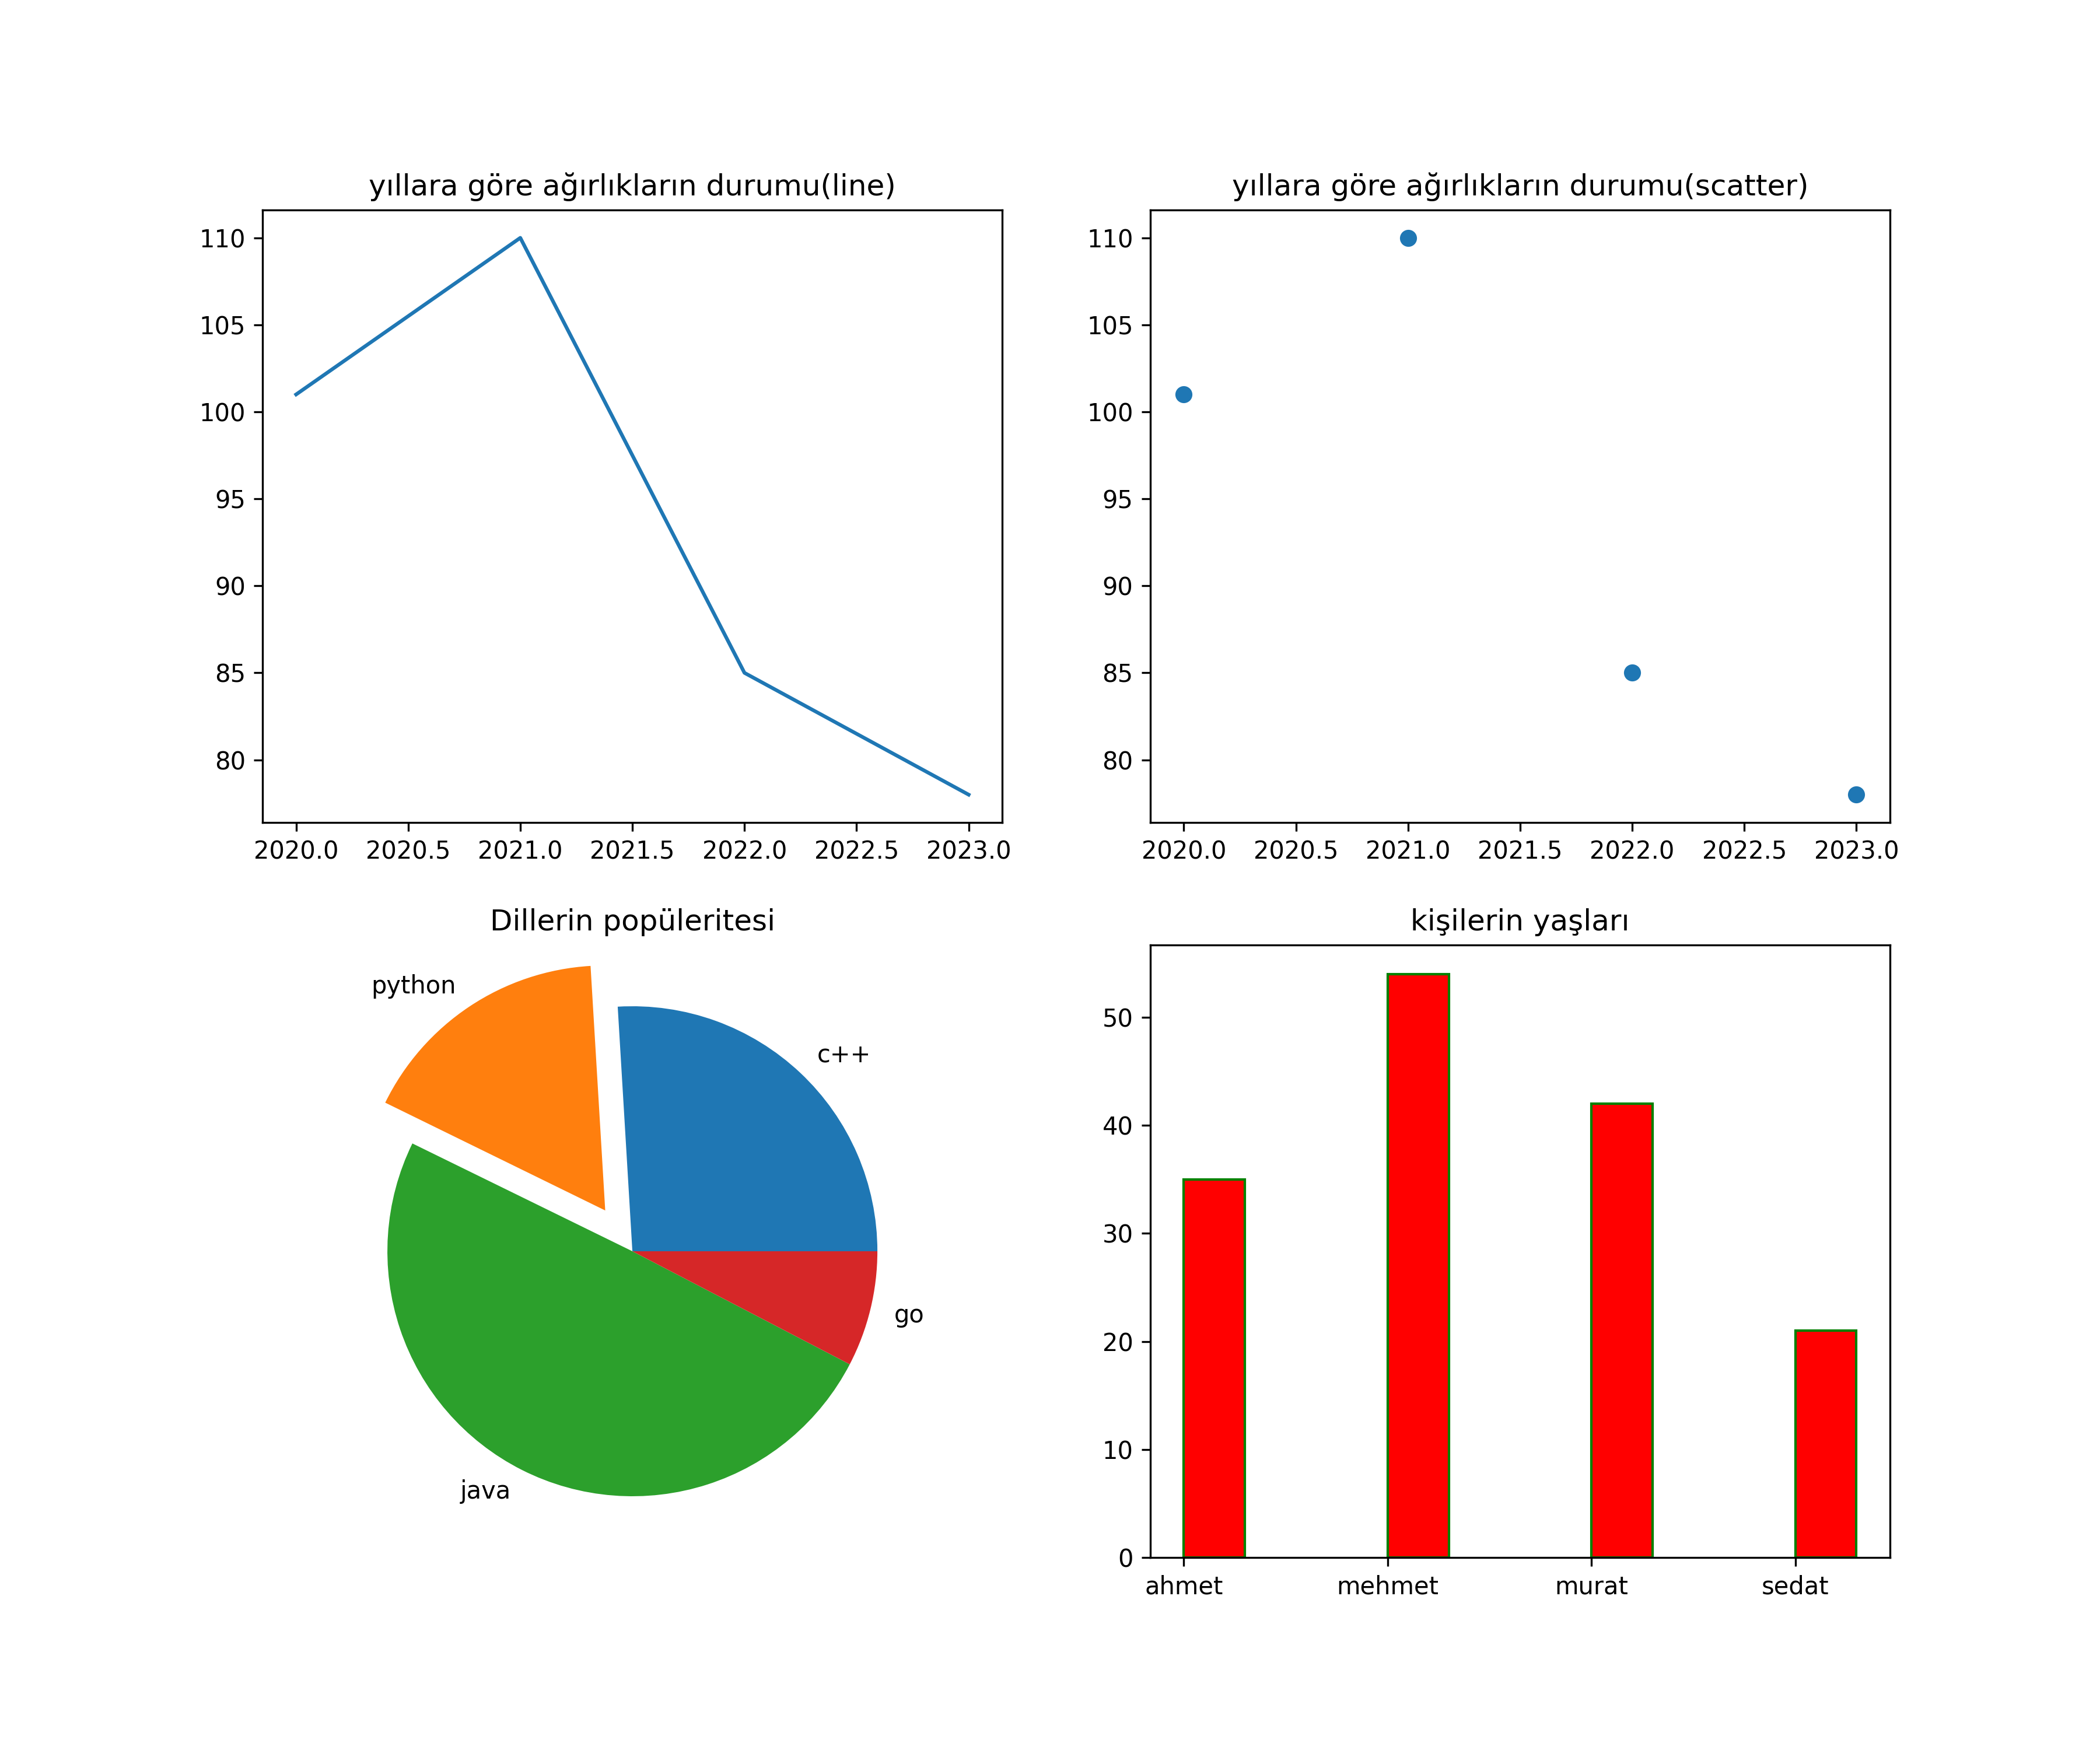 yıllara göre ağırlıkların durumu(line)
110
105
100
95
90
85
80
2020.0 2020.5 2021.0 2021.5 2022.0 2022.5 2023.0
yıllara göre ağırlıkların durumu(scatter)
110
105
100
95
90
85
80
2020.0 2020.5 2021.0 2021.5 2022.0 2022.5 2023.0
Dillerin popüleritesi
python
c++
go
java
kişilerin yaşları
50
40
30
20
10
0
ahmet mehmet murat sedat